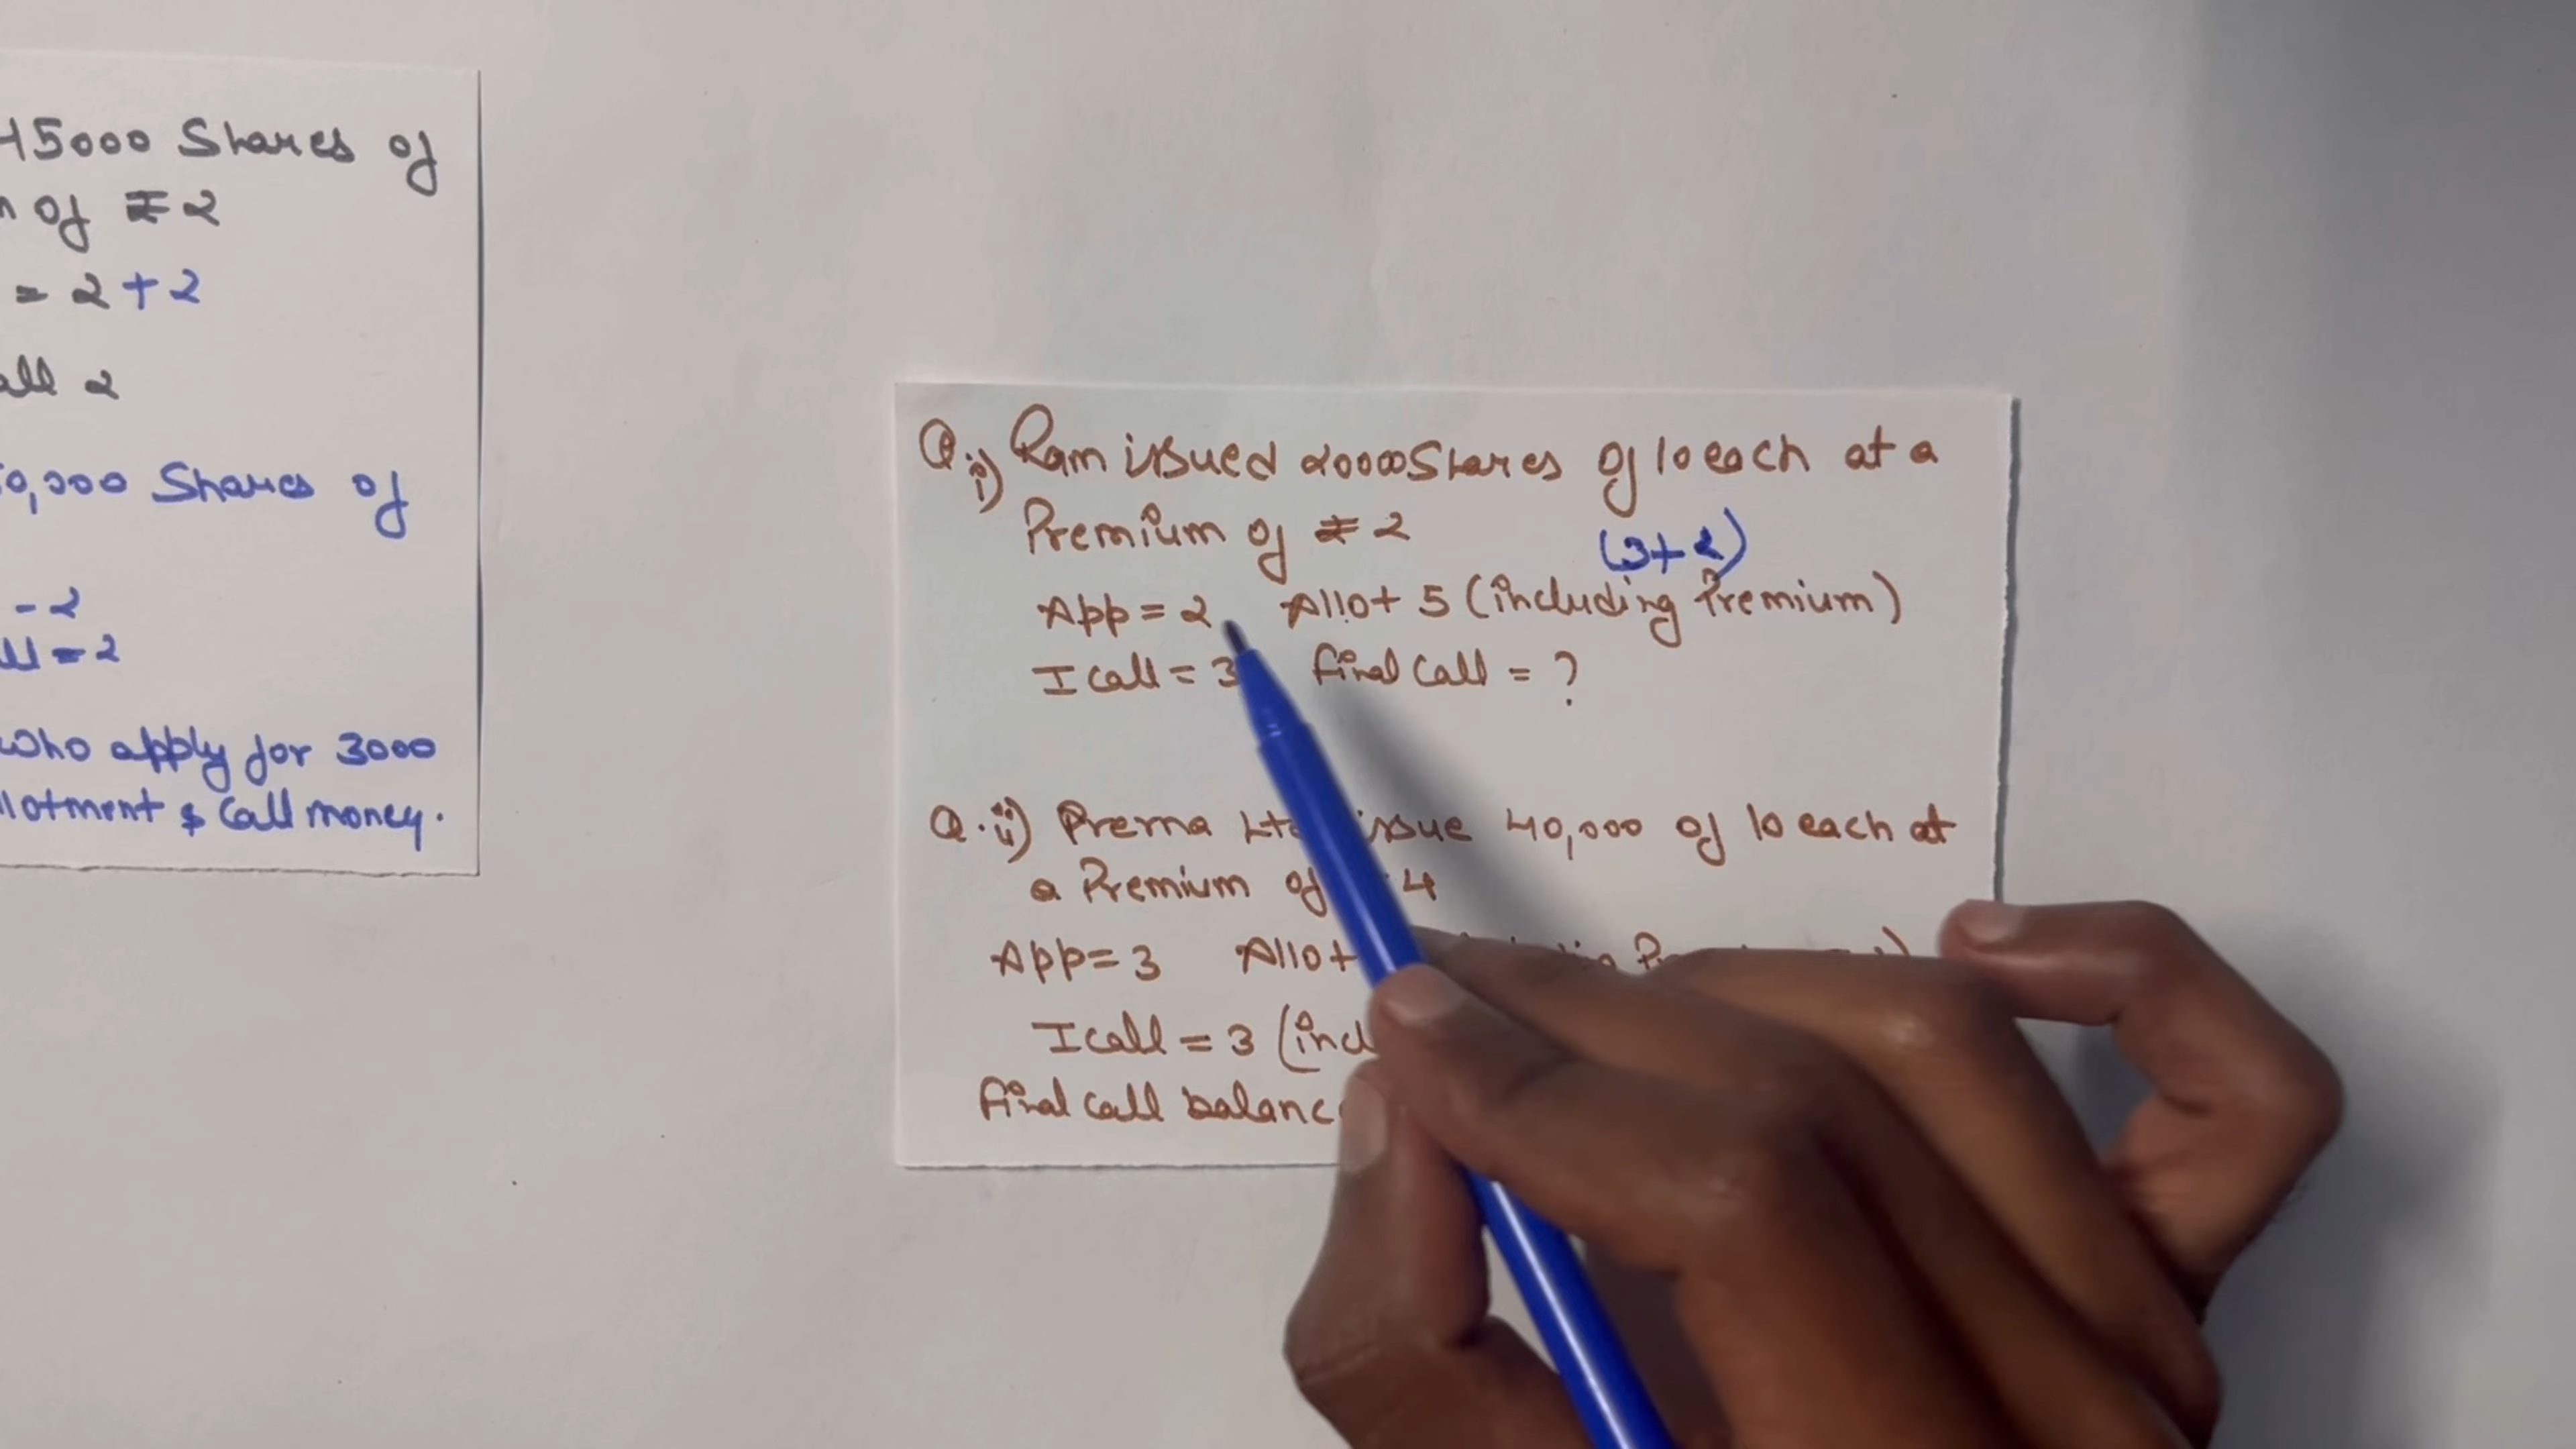 45000 Shares of
of ₹ 2
= 2 + 2
all 2
0,000 Shares of
- 2
ll = 2
who apply for 3000
llotment & Call money.
Q. i) Ram issued 20000 Shares of 10 each at a
Premium of ₹ 2
(3+2)
App = 2 Allot 5 (including Premium)
I call = 3 final Call = ?
Q. ii) Prema Ltd issue 40,000 of 10 each at
a Premium of 4
App = 3 Allot
I call = 3 (incl
final call balance